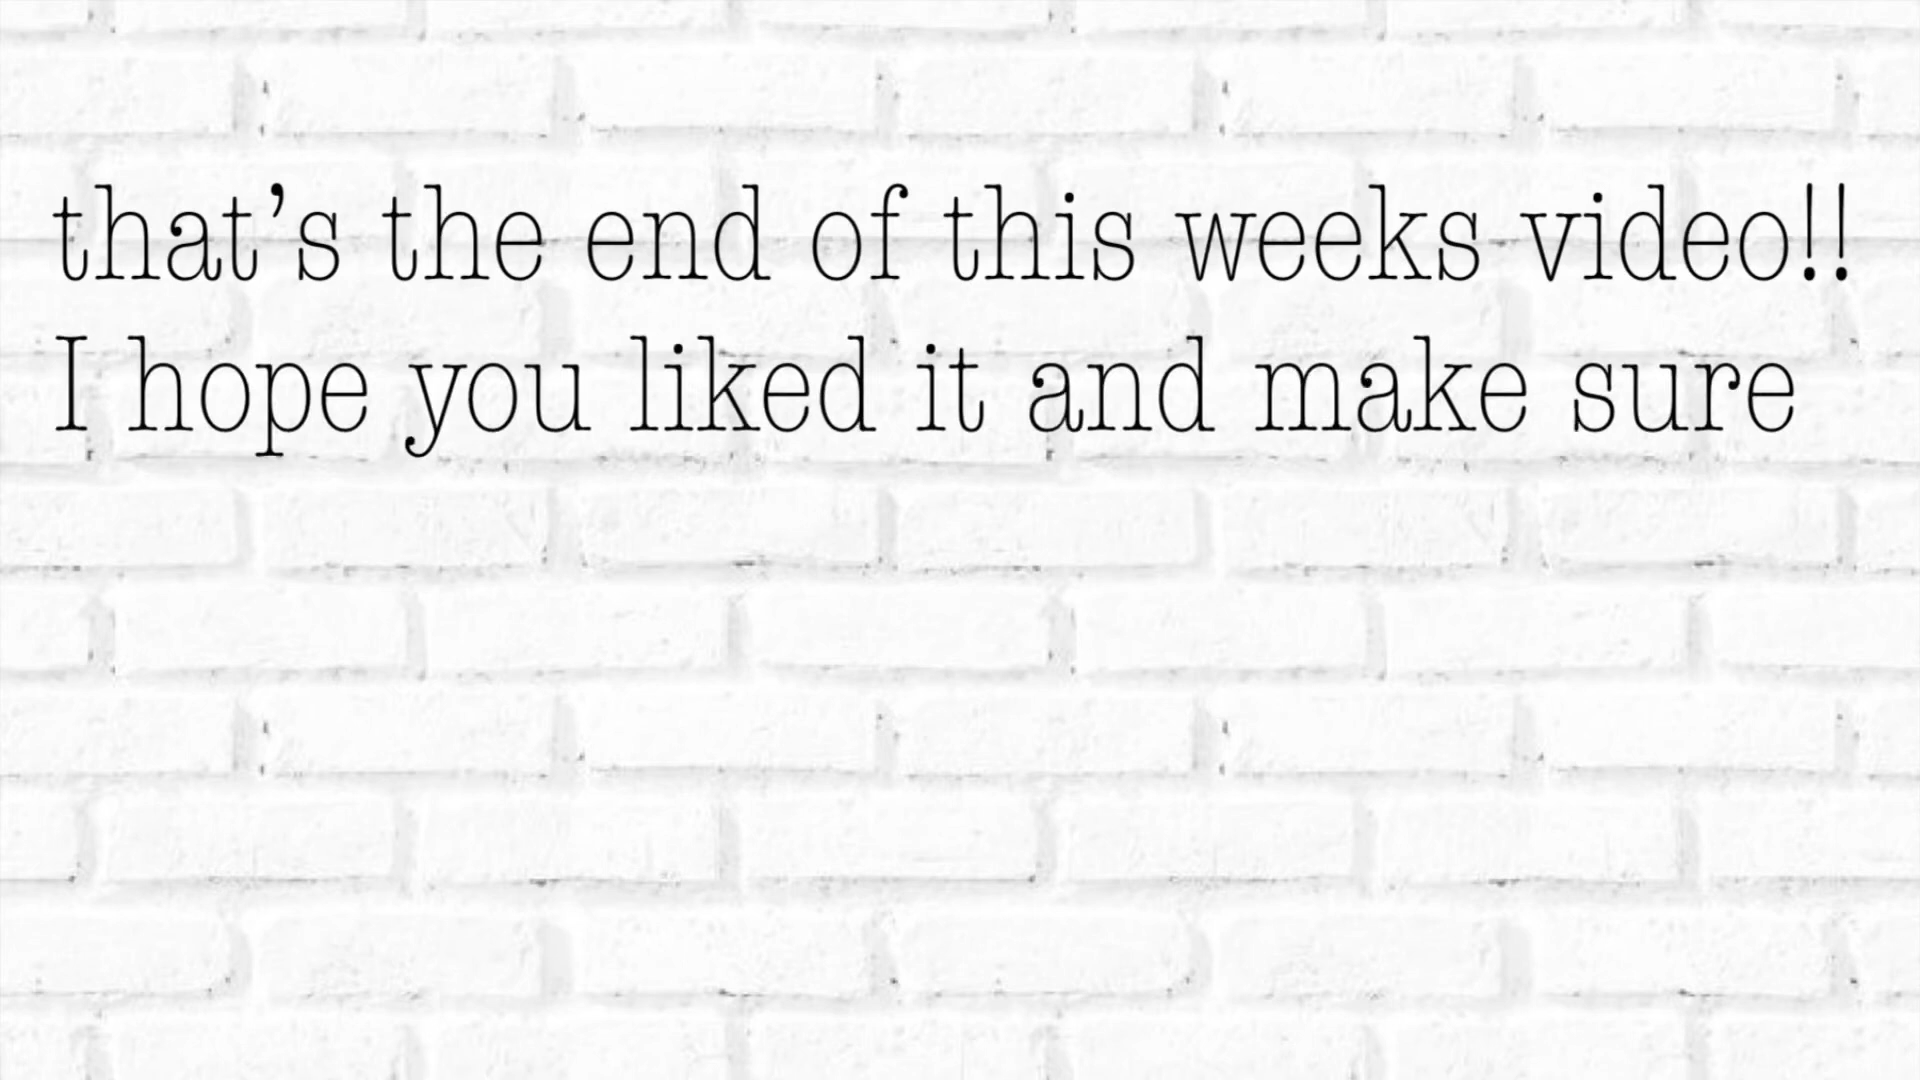 that’s the end of this weeks video!!
I hope you liked it and make sure